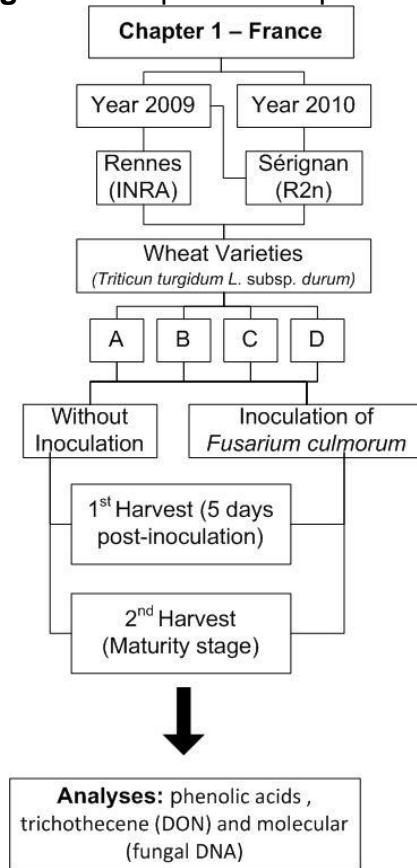 Chapter 1 – France
Year 2009
Year 2010
Rennes
(INRA)
Sérignan
(R2n)
Wheat Varieties
(Triticun turgidum L. subsp. durum)
A
B
C
D
Without
Inoculation
Inoculation of
Fusarium culmorum
1st Harvest (5 days
post-inoculation)
2nd Harvest
(Maturity stage)
Analyses: phenolic acids ,
trichothecene (DON) and molecular
(fungal DNA)